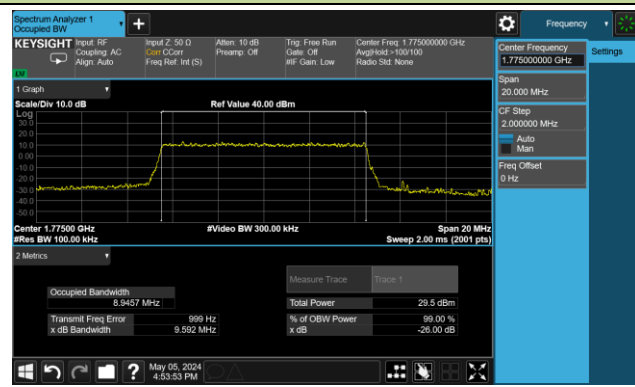 Spectrum Analyzer 1
Occupied BW
Frequency
KEYSIGHT
Input: RF
Coupling: AC
Align: Auto
Input Z: 50 Ω
Corr CCorr
Freq Ref: Int (S)
Atten: 10 dB
Preamp: Off
Trig: Free Run
Gate: Off
#IF Gain: Low
Center Freq: 1.775000000 GHz
Avg|Hold:>100/100
Radio Std: None
Center Frequency
1.775000000 GHz
Settings
Span
20.000 MHz
CF Step
2.000000 MHz
Auto
Man
Freq Offset
0 Hz
1 Graph
Scale/Div 10.0 dB
Ref Value 40.00 dBm
Log
30.0
20.0
10.0
0.00
-10.0
-20.0
-30.0
-40.0
-50.0
Center 1.77500 GHz
#Video BW 300.00 kHz
Span 20 MHz
#Res BW 100.00 kHz
Sweep 2.00 ms (2001 pts)
2 Metrics
Measure Trace
Trace 1
Occupied Bandwidth
8.9457 MHz
Total Power
29.5 dBm
Transmit Freq Error
999 Hz
% of OBW Power
99.00 %
x dB Bandwidth
9.592 MHz
x dB
-26.00 dB
?
May 05, 2024
4:53:53 PM